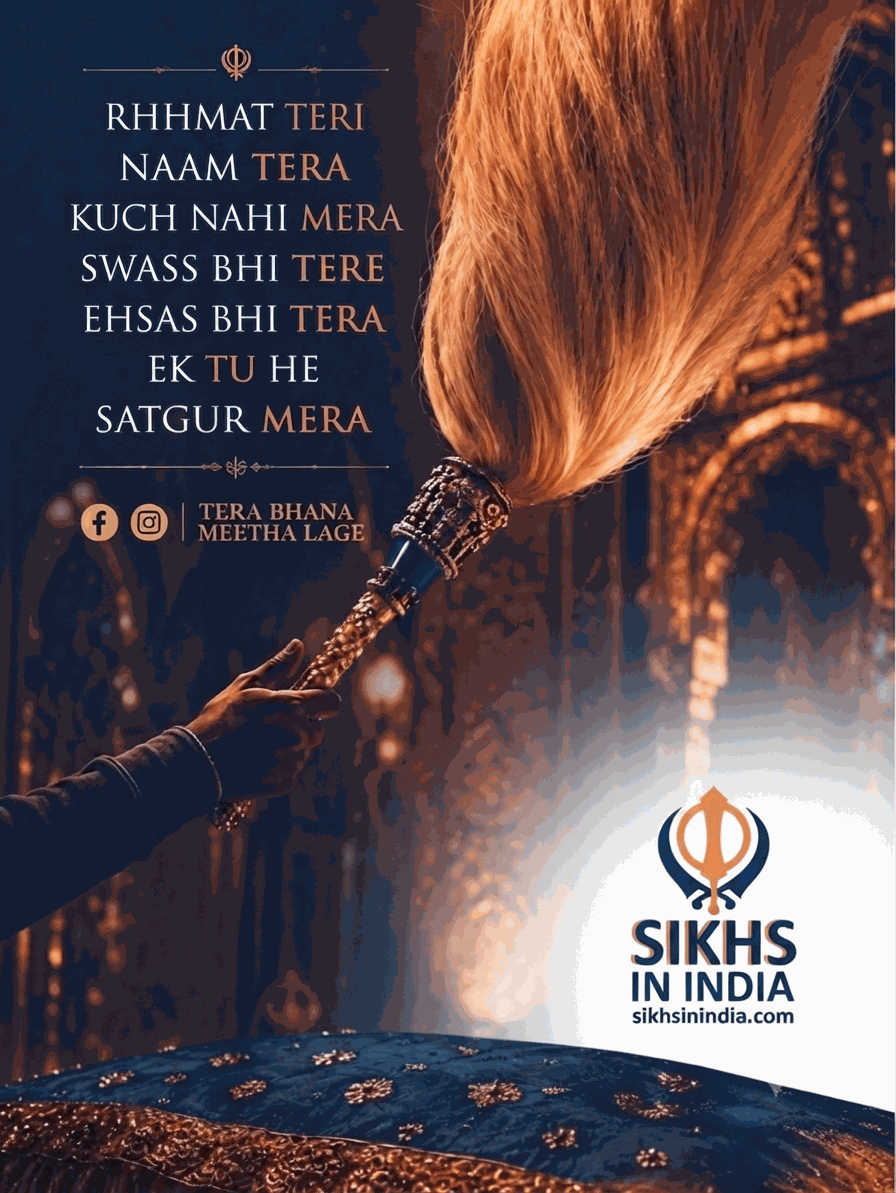 RHHMAT TERI
NAAM TERA
KUCH NAHI MERA
SWASS BHI TERE
EHSAS BHI TERA
EK TU HE
SATGUR MERA
TERA BHANA
MEETHA LAGE
SIKHS
IN INDIA
sikhsinindia.com